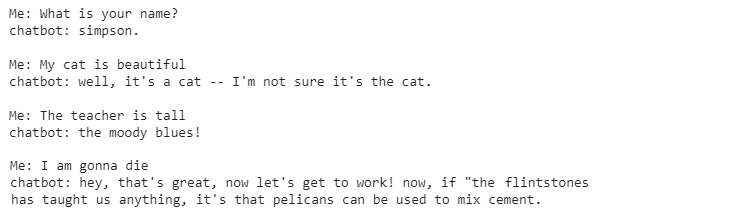 Me: What is your name?
chatbot: simpson.
Me: My cat is beautiful
chatbot: well, it's a cat -- I'm not sure it's the cat.
Me: The teacher is tall
chatbot: the moody blues!
Me: I am gonna die
chatbot: hey, that's great, now let's get to work! now, if "the flintstones
has taught us anything, it's that pelicans can be used to mix cement.